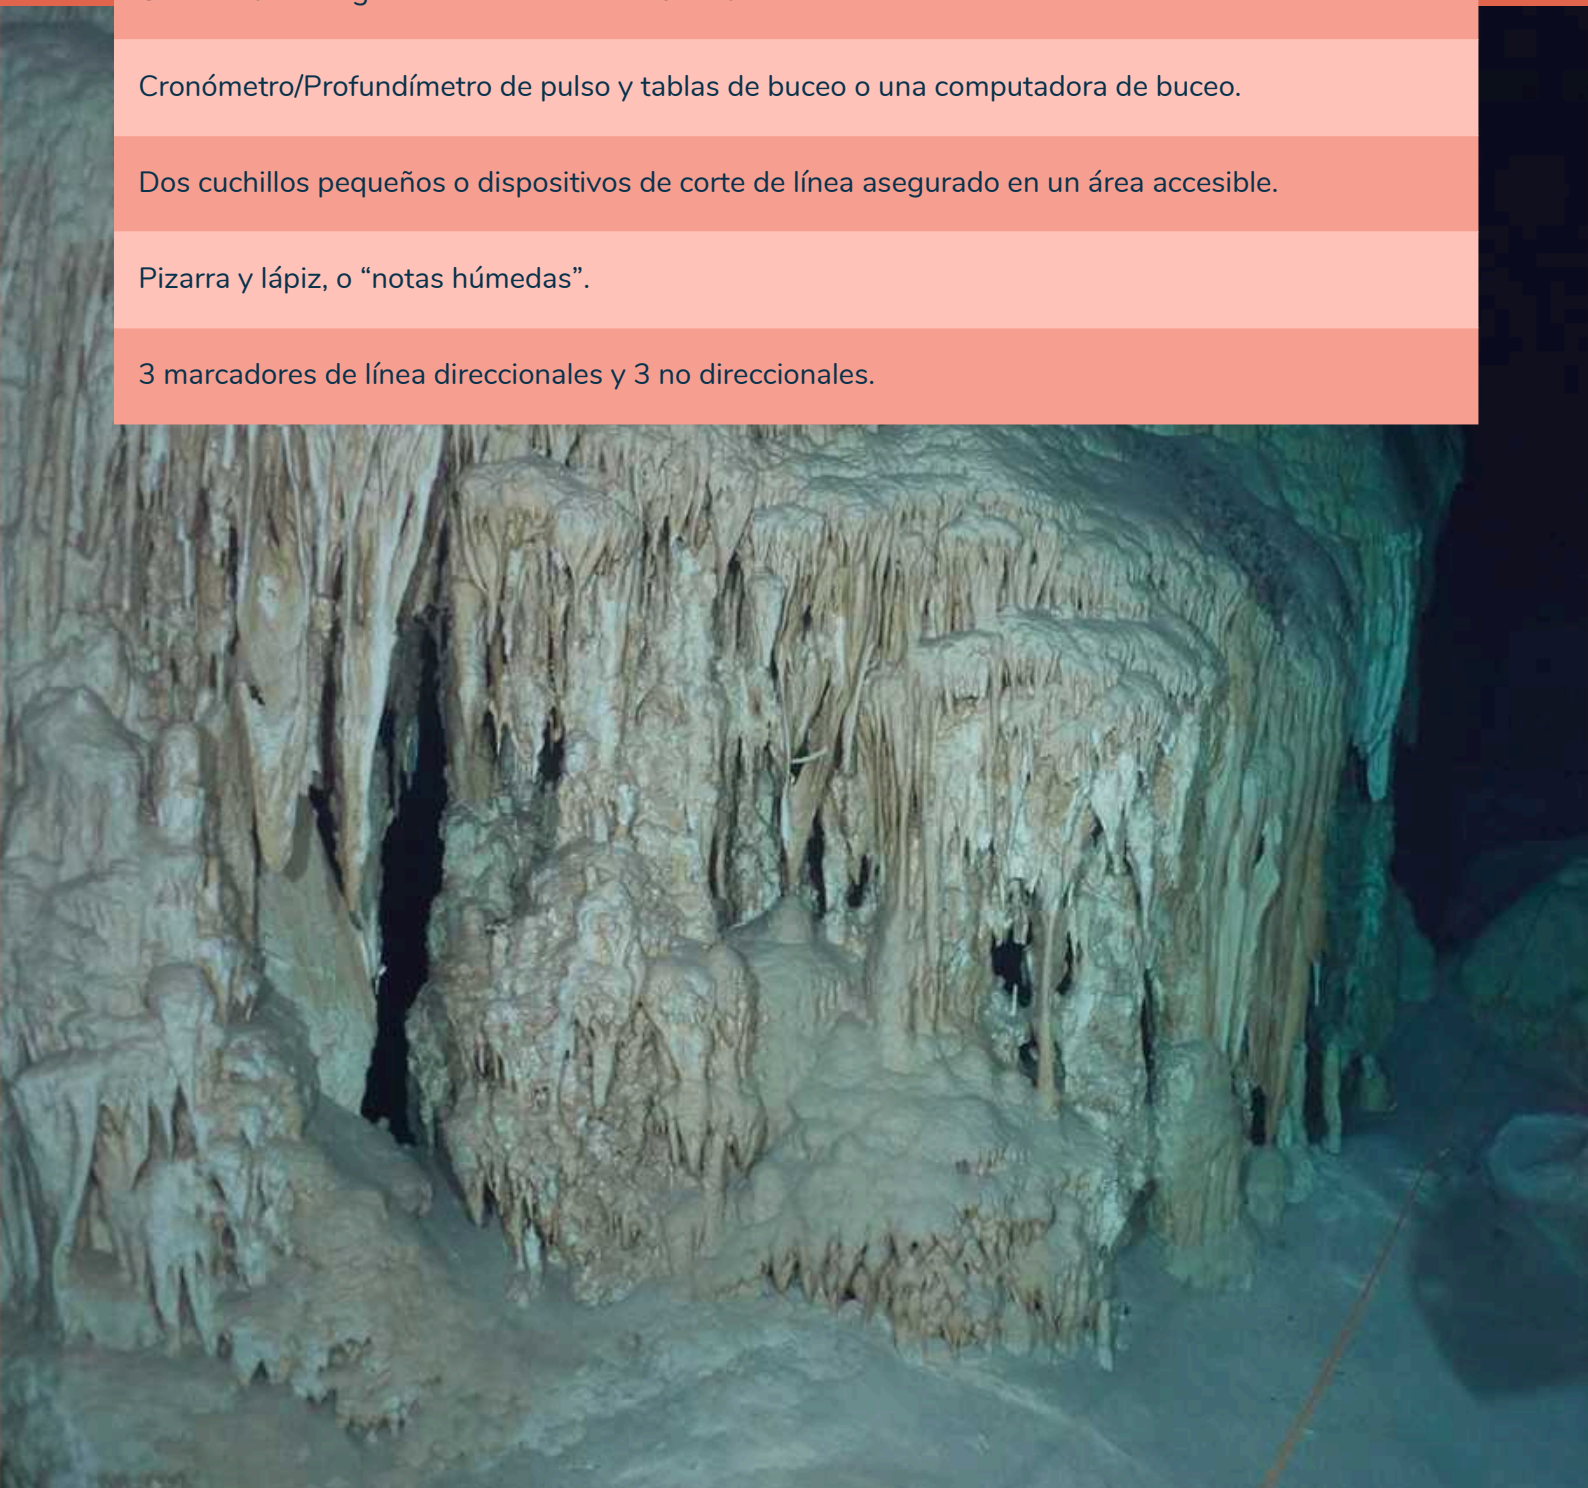 Cronómetro/Profundímetro de pulso y tablas de buceo o una computadora de buceo.
Dos cuchillos pequeños o dispositivos de corte de línea asegurado en un área accesible.
Pizarra y lápiz, o “notas húmedas”.
3 marcadores de línea direccionales y 3 no direccionales.